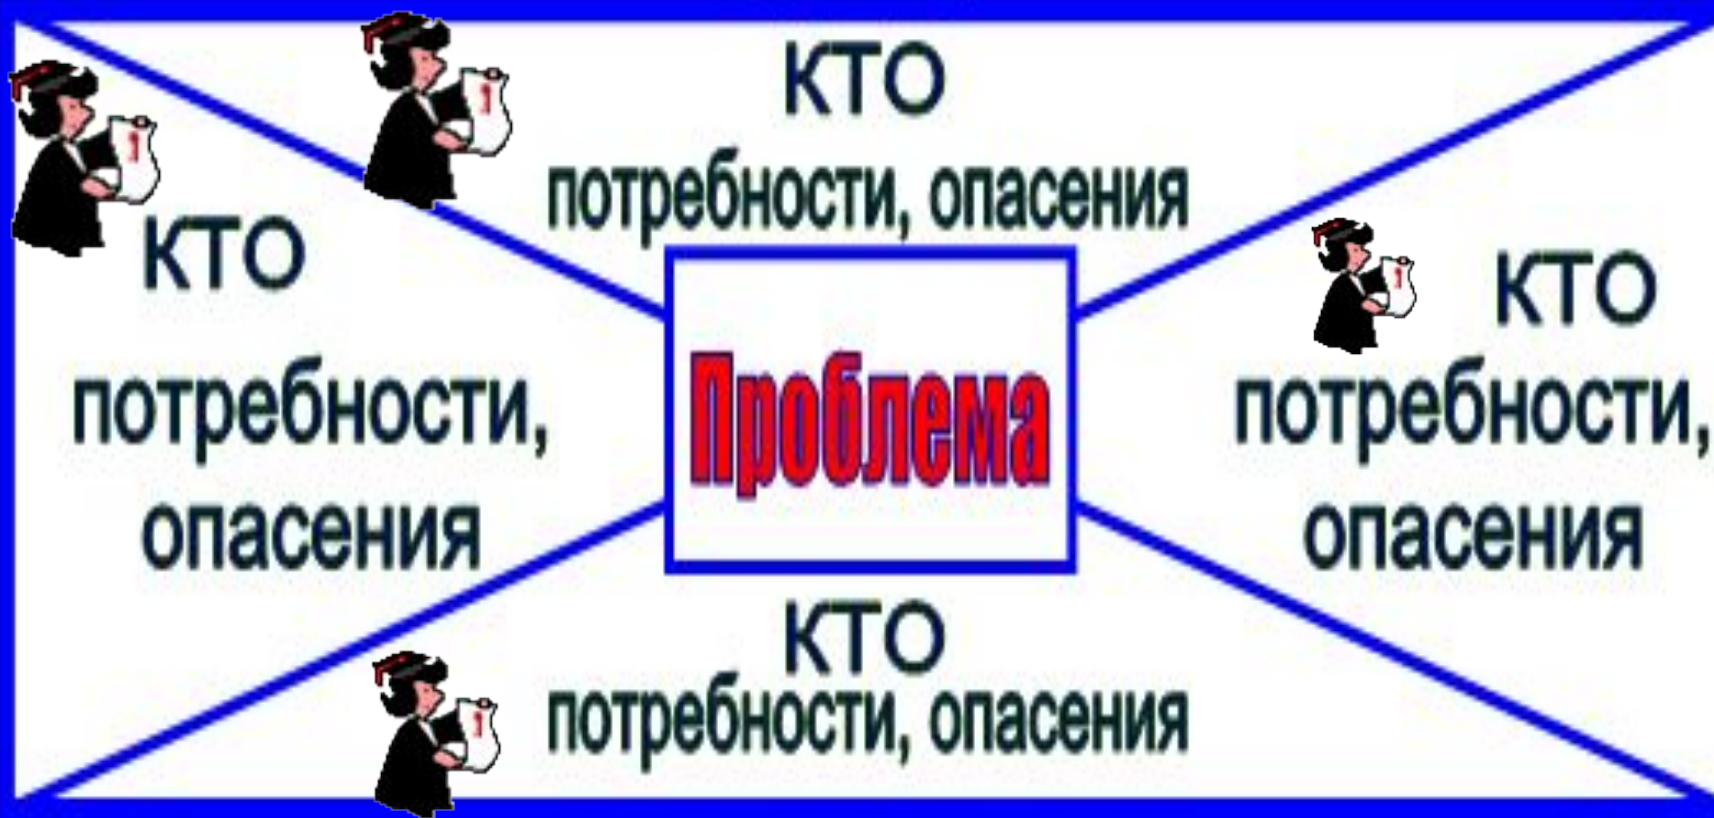 КТО
потребности, опасения
КТО
потребности,
опасения
Проблема
КТО
потребности,
опасения
КТО
потребности, опасения